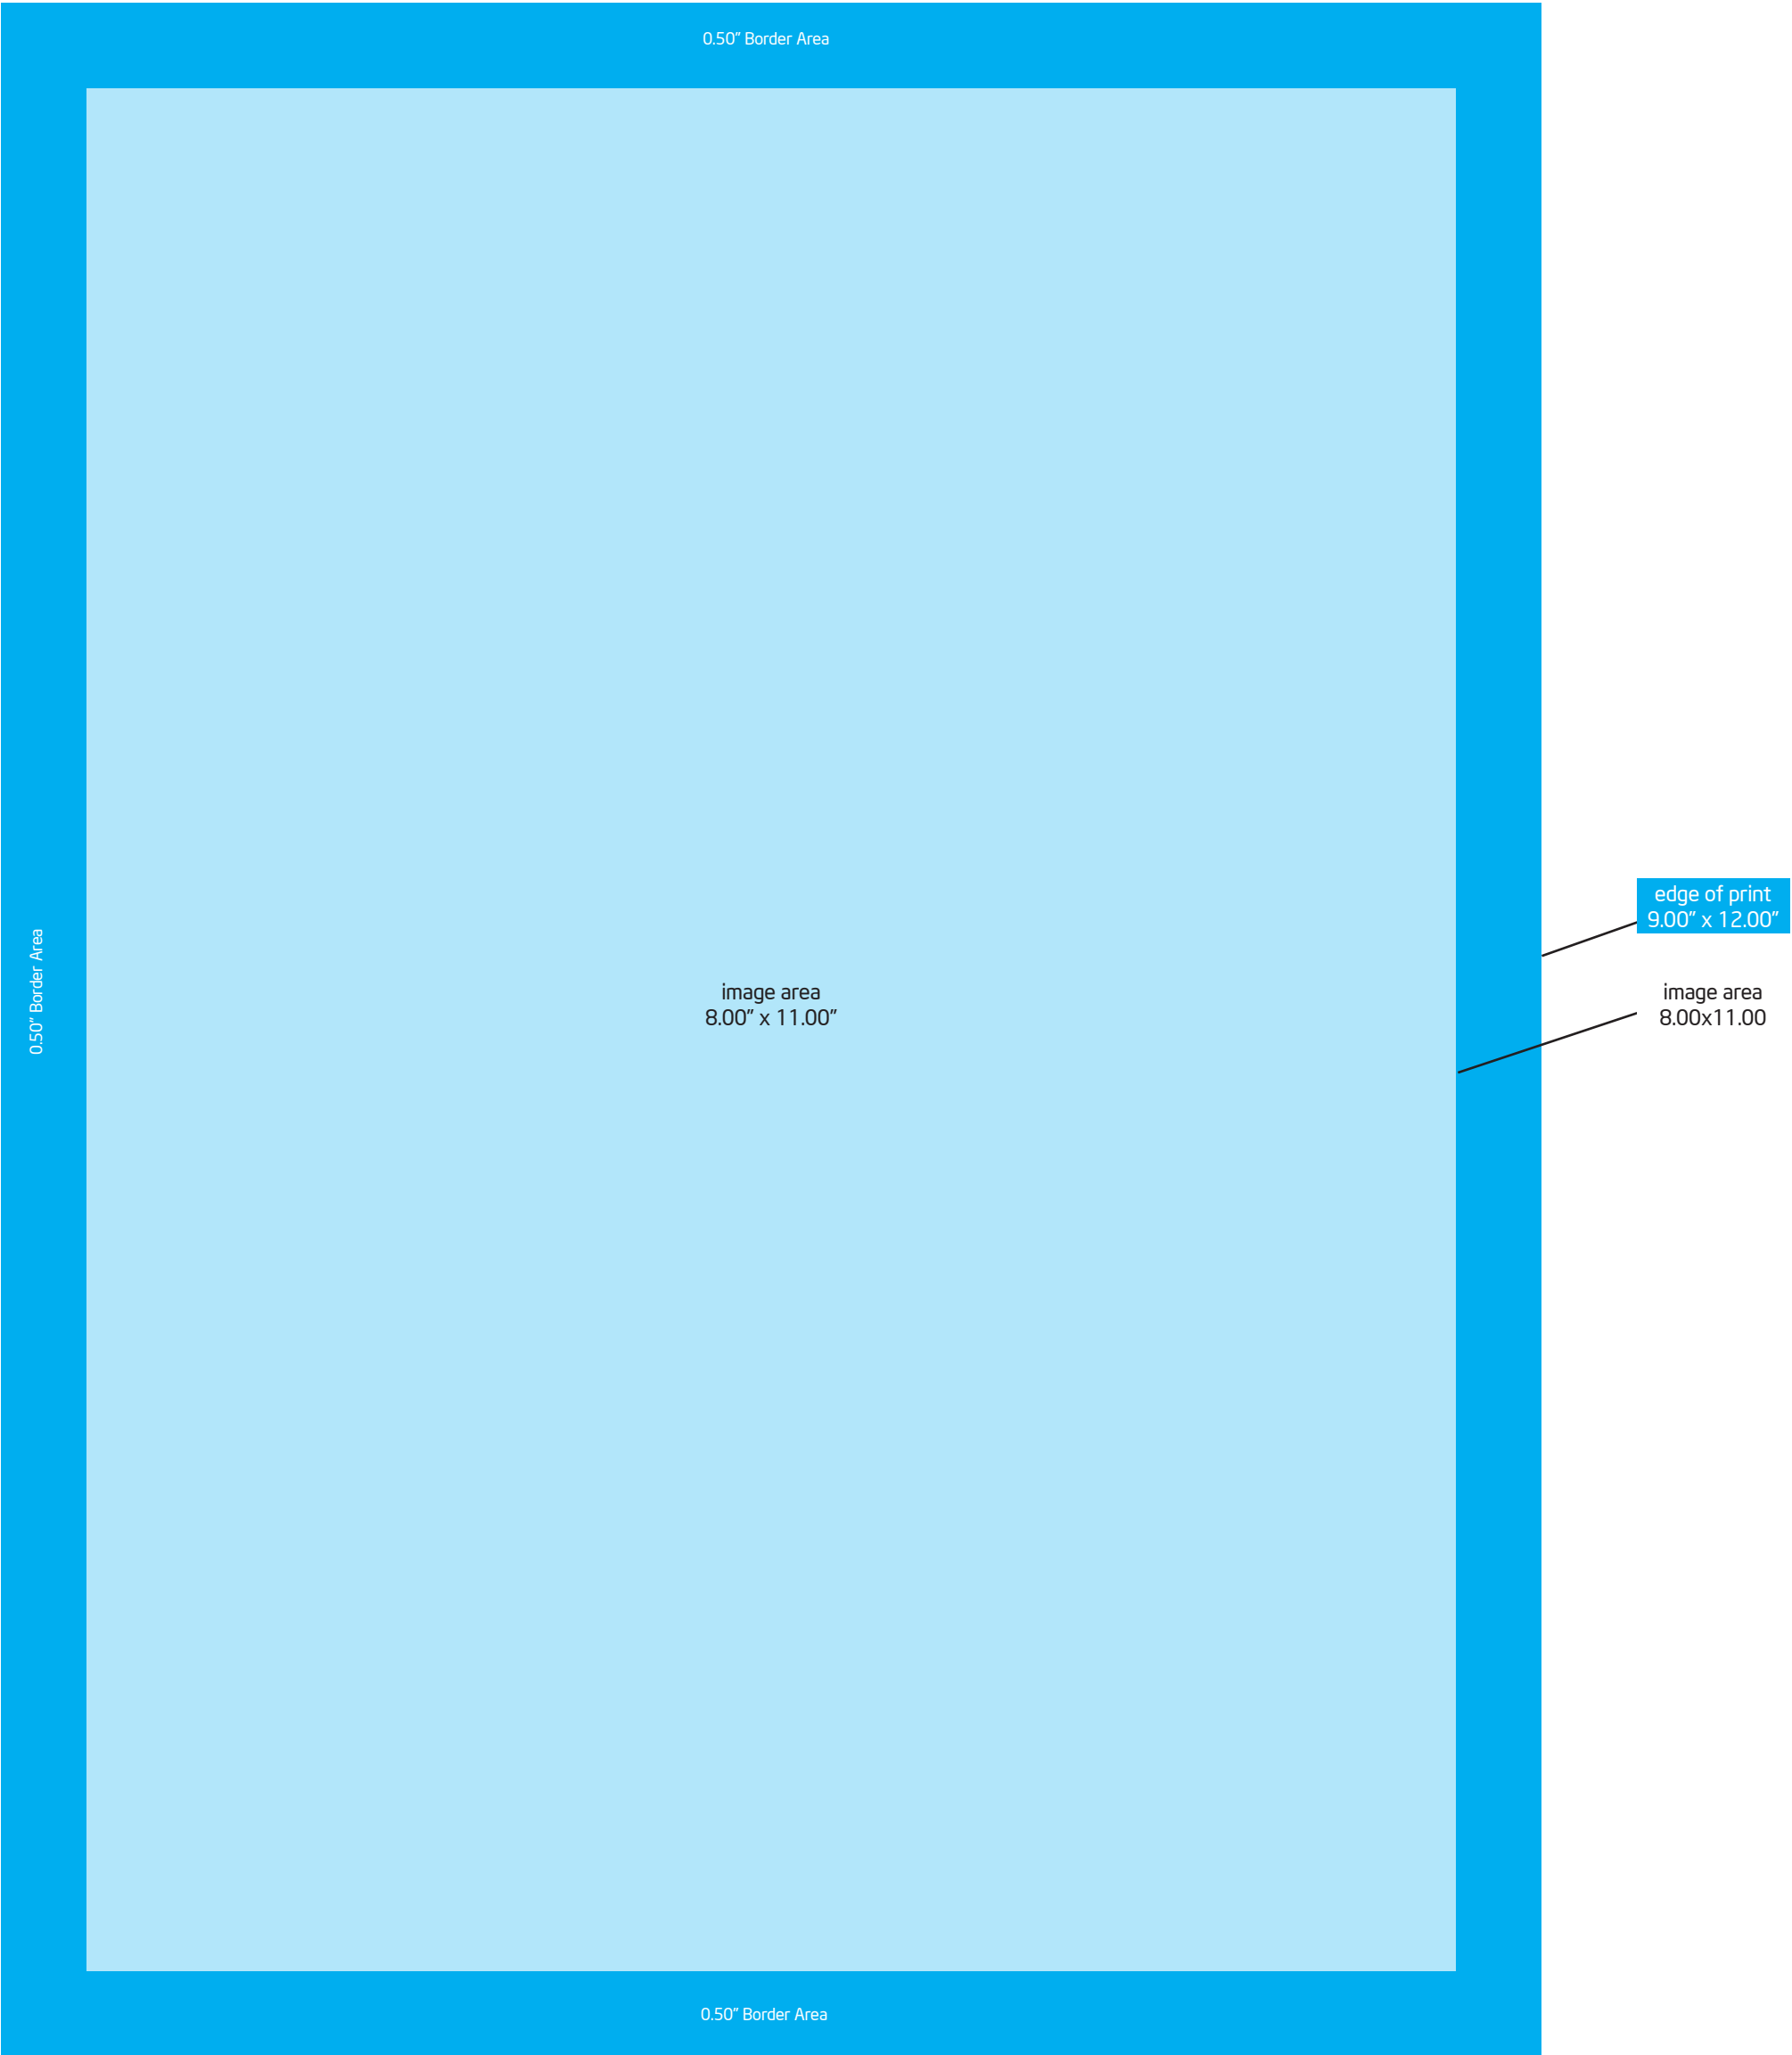 0.50” Border Area
edge of print
9.00” x 12.00”
0.50” Border Area
image area
8.00” x 11.00”
image area
8.00x11.00
0.50” Border Area